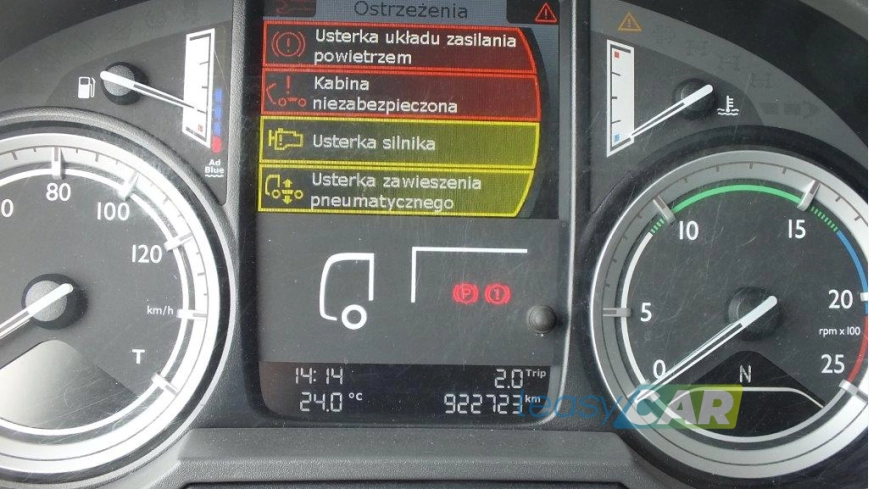 Ostrzeżenia
Usterka układu zasilania
powietrzem
Kabina
niezabezpieczona
Usterka silnika
Usterka zawieszenia
pneumatycznego
Ad
Blue
80
100
120
km/h
T
P
14:14
2.0 Trip
24.0 °C
922723 km
0
5
10
15
20
25
rpm x 100
N
easyCAR